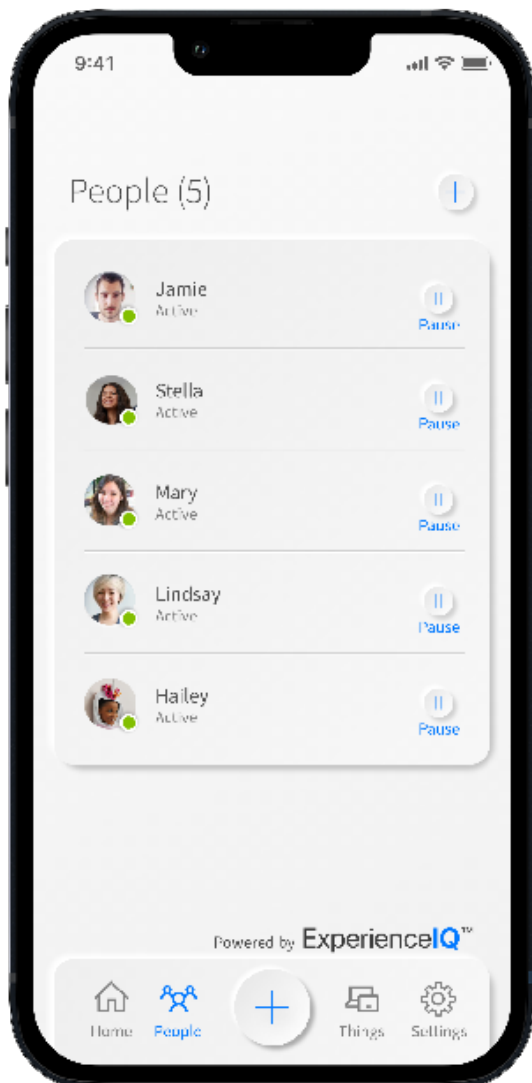 9:41
People (5)
Jamie
Active
Pause
Stella
Active
Pause
Mary
Active
Pause
Lindsay
Active
Pause
Hailey
Active
Pause
Powered by ExperienceIQ™
Home People Things Settings